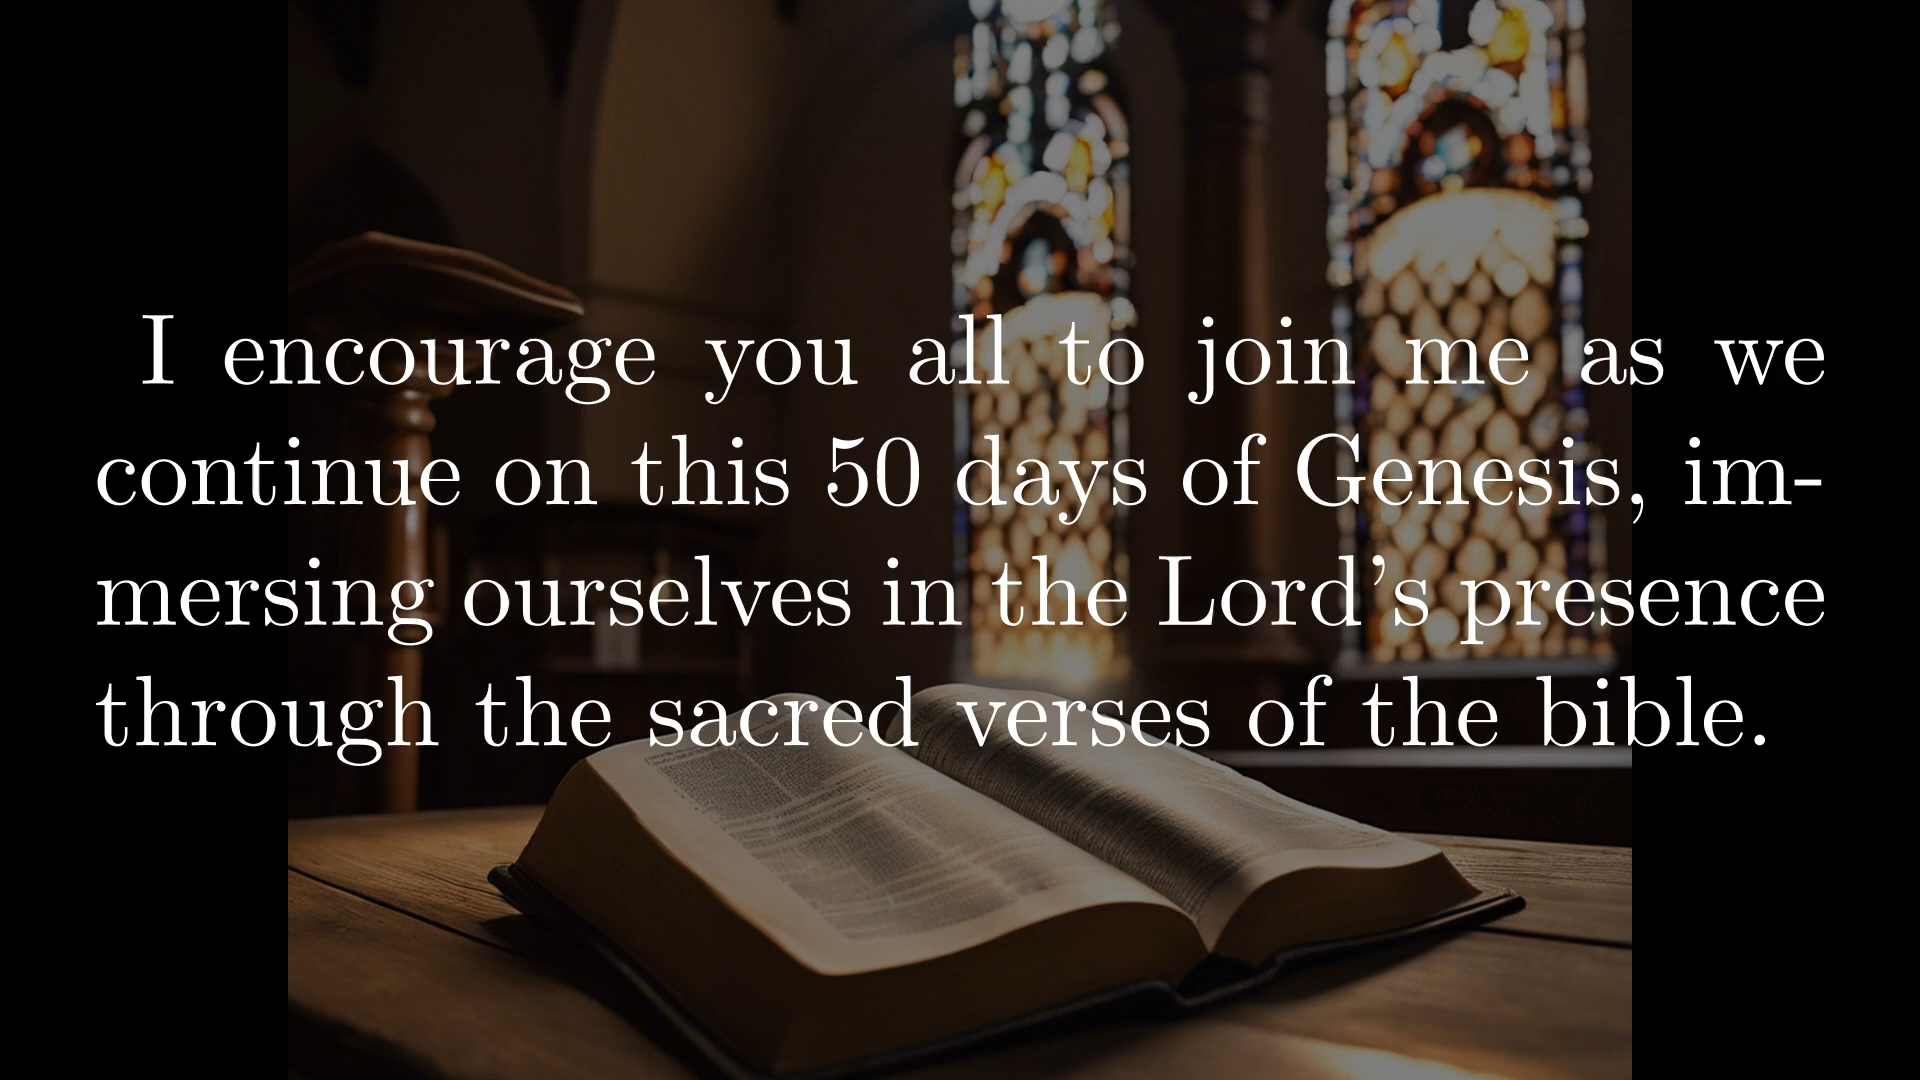 I encourage you all to join me as we
continue on this 50 days of Genesis, im-
mersing ourselves in the Lord's presence
through the sacred verses of the bible.